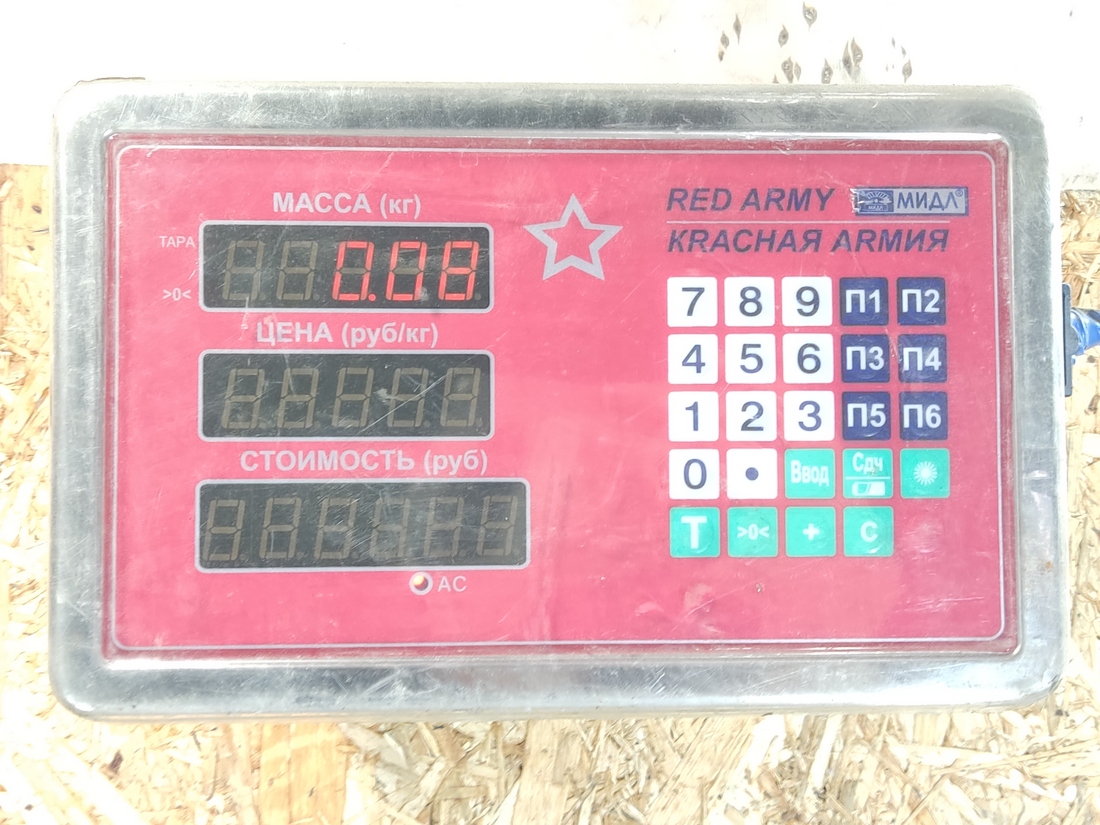 МАССА (кг)
ТАРА
0.08
>0<
ЦЕНА (руб/кг)
СТОИМОСТЬ (руб)
AC
RED ARMY МИДЛ®
КRАСНАЯ АRМИЯ
7 8 9 П1 П2
4 5 6 П3 П4
1 2 3 П5 П6
0 • Ввод Сдч
T >0< + C